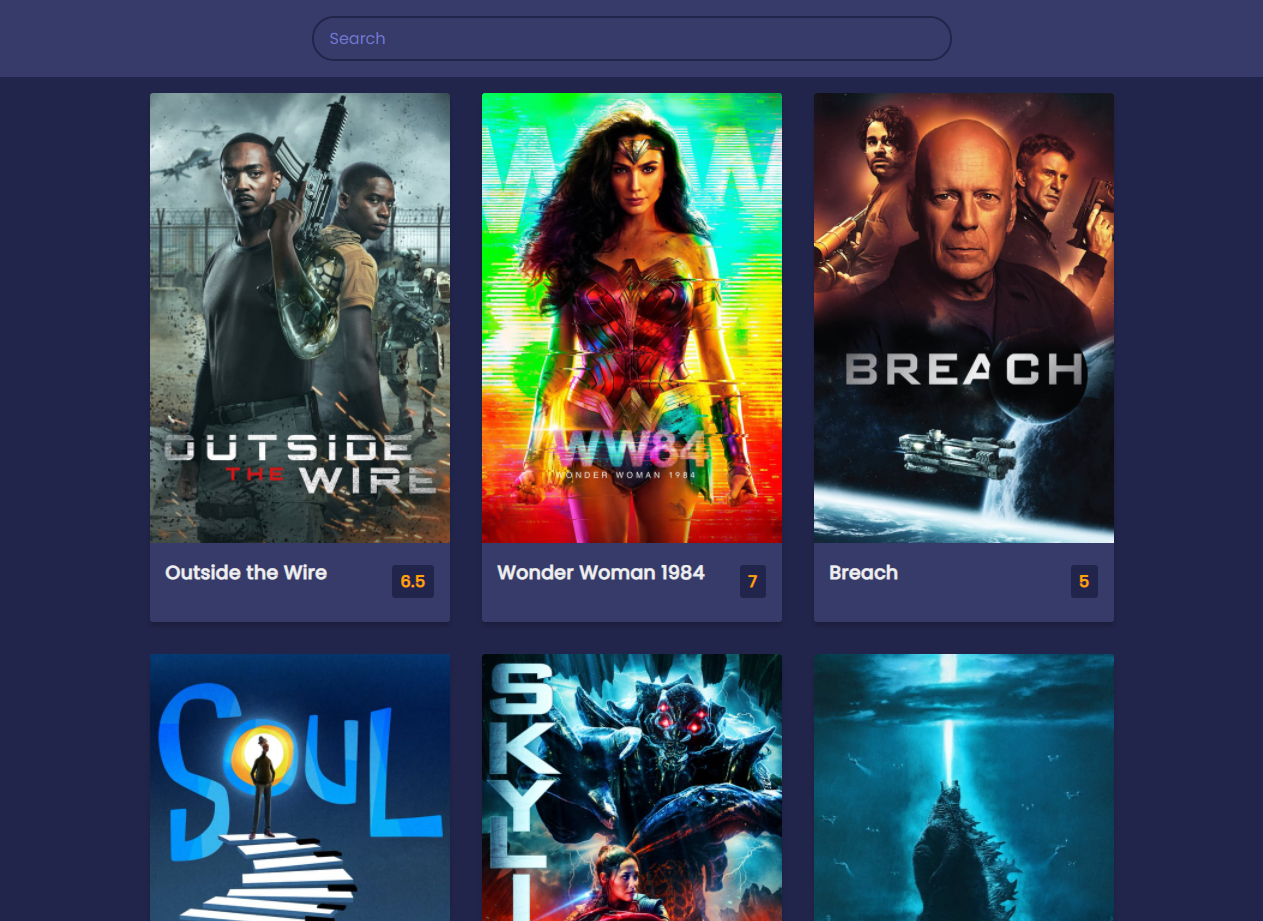 Search
WW
OUTSIDE
THE WIRE
WW84
WONDER WOMAN 1984
BREACH
Outside the Wire
6.5
Wonder Woman 1984
7
Breach
5
SOUL
SKYLI